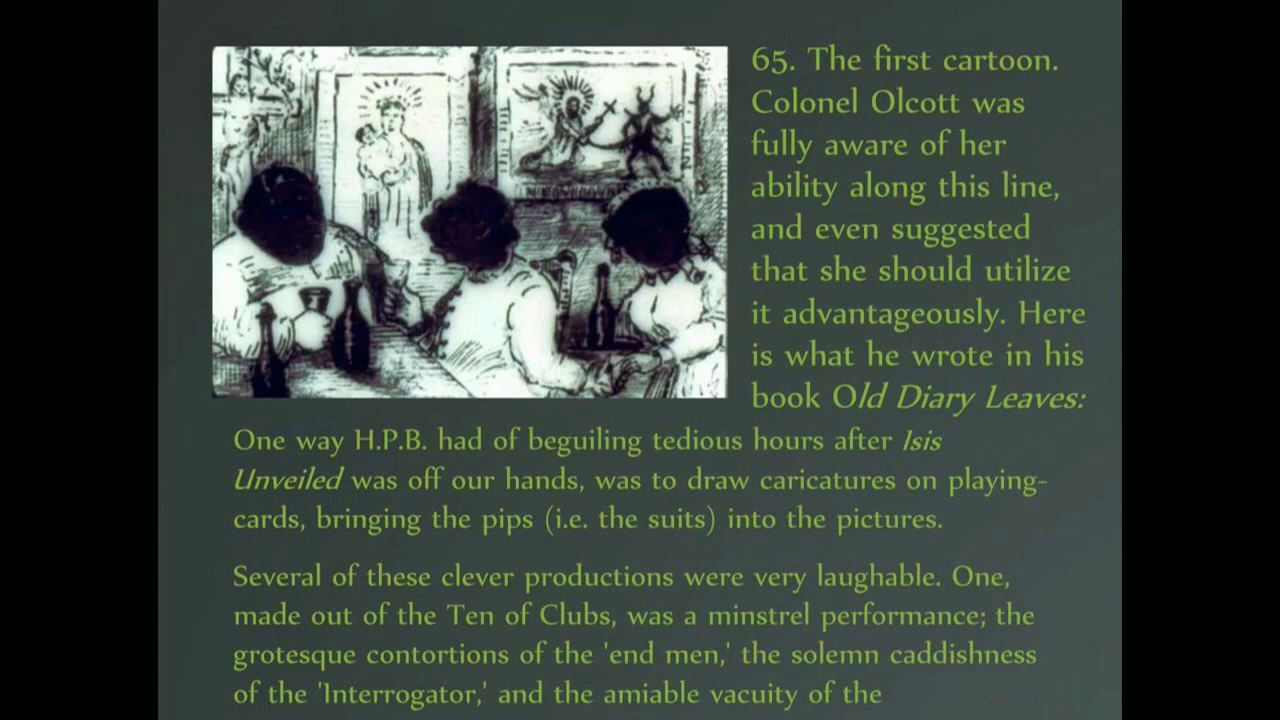 65. The first cartoon.
Colonel Olcott was
fully aware of her
ability along this line,
and even suggested
that she should utilize
it advantageously. Here
is what he wrote in his
book Old Diary Leaves:
One way H.P.B. had of beguiling tedious hours after Isis
Unveiled was off our hands, was to draw caricatures on playing-
cards, bringing the pips (i.e. the suits) into the pictures.
Several of these clever productions were very laughable. One,
made out of the Ten of Clubs, was a minstrel performance; the
grotesque contortions of the 'end men,' the solemn caddishness
of the 'Interrogator,' and the amiable vacuity of the